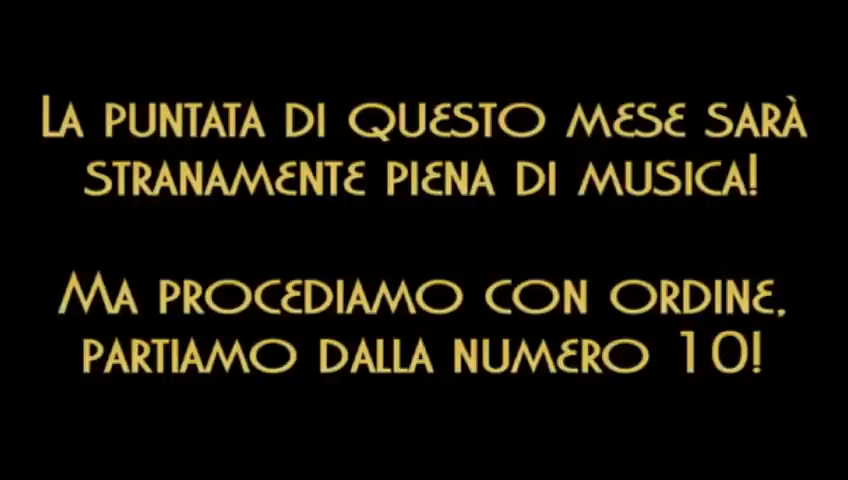 La puntata di questo mese sarà
stranamente piena di musica!
Ma procediamo con ordine,
partiamo dalla numero 10!